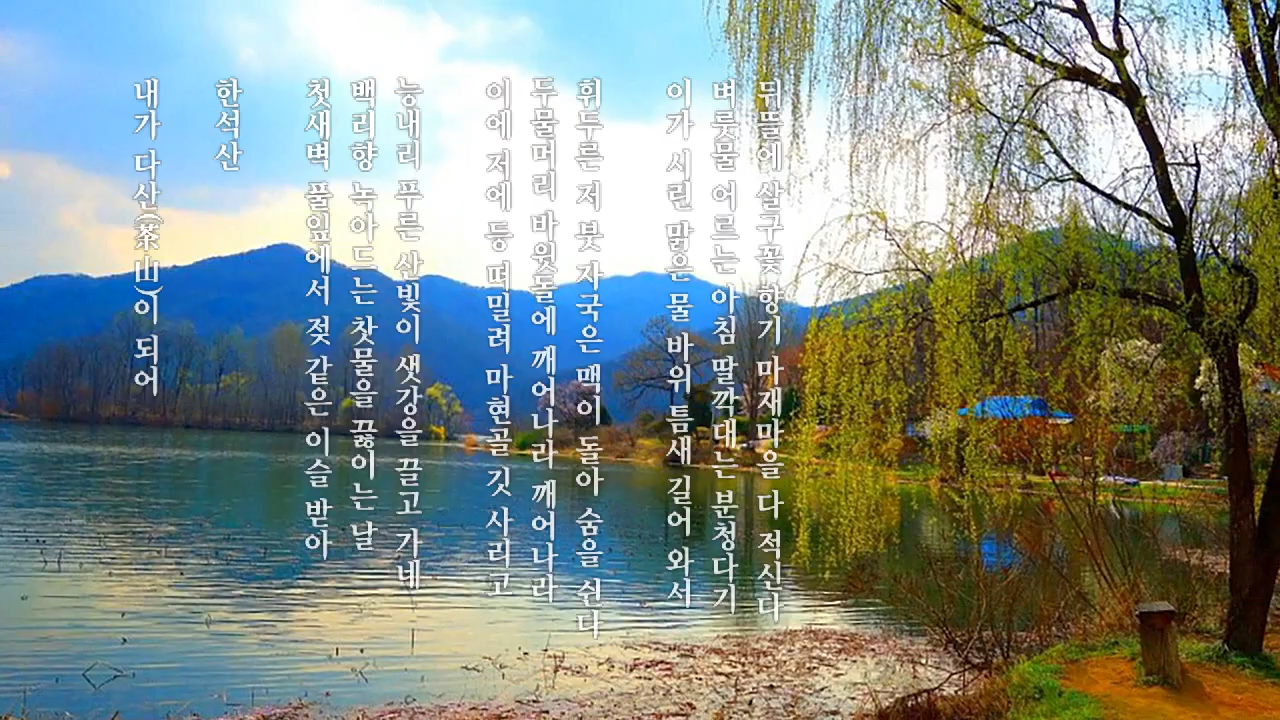 내가 다산(茶山)이 되어
한석산
첫새벽 풀잎에서 젖 같은 이슬 받아
백리향 녹아드는 찻물을 끓이는 날
능내리 푸른 산빛이 샛강을 끌고 가네
이에 저에 등 떠밀려 마현골 깃 사리고
두물머리 바윗돌에 깨어나라 깨어나라
휘두른 저 붓 자국은 맥이 돌아 숨을 쉰다
이가 시린 맑은 물 바위 틈새 길어 와서
벼룻물 어르는 아침 딸깍대는 분청다기
뒤뜰에 살구꽃 향기 마재마을 다 적신다